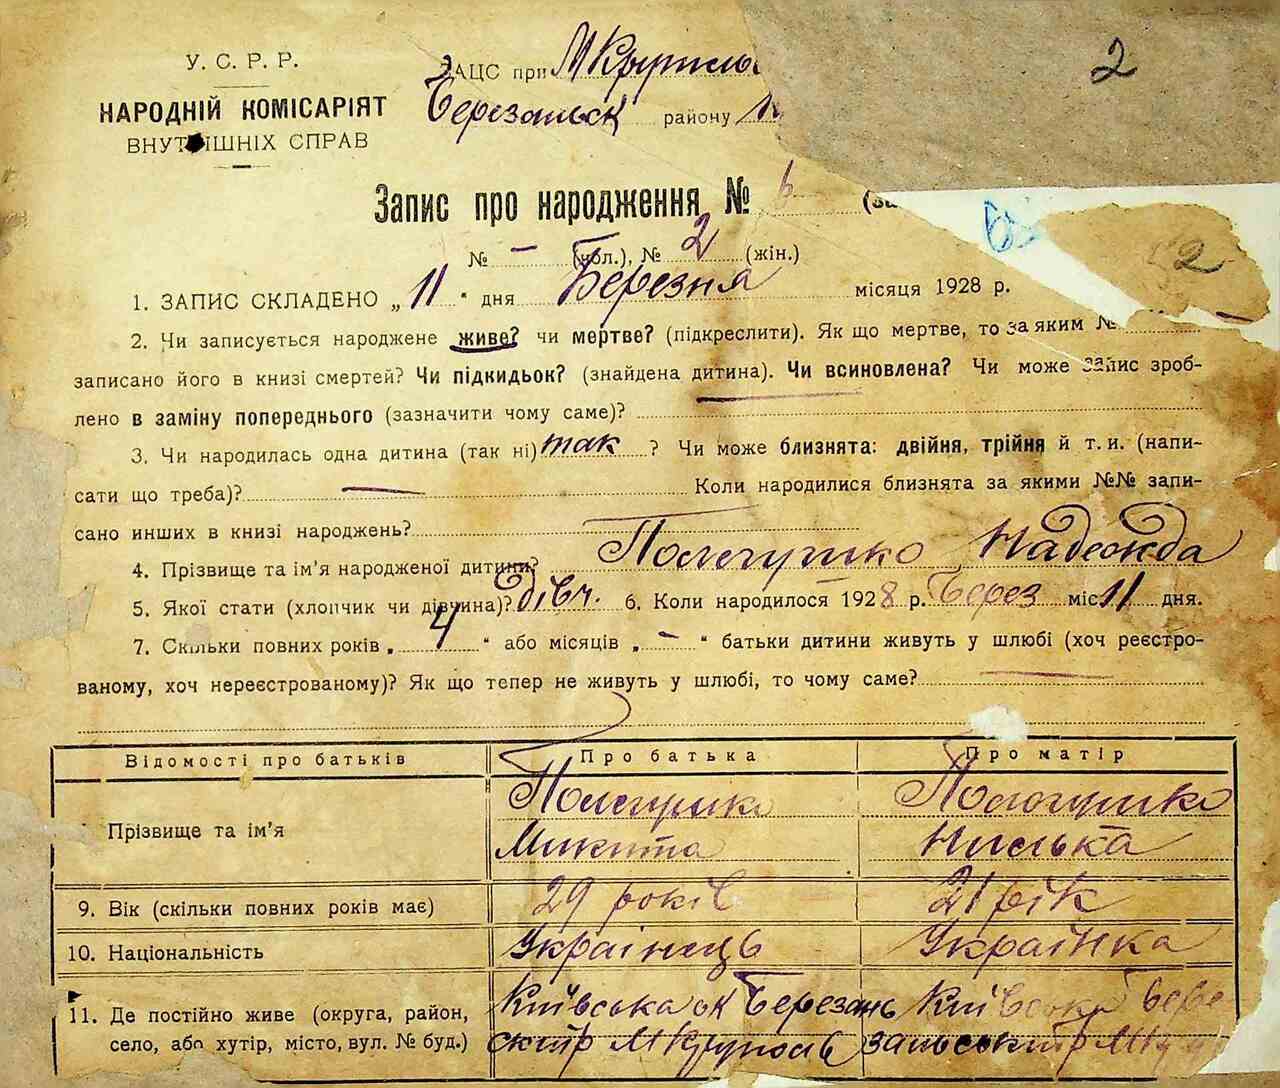 2
У. С. Р. Р.
НАРОДНІЙ КОМІСАРІЯТ
ВНУТРІШНІХ СПРАВ
ЗАЦС при
Березанськ району
Запис про народження № 6 (за
№ – (чол.), № 2 (жін.)
2
1. ЗАПИС СКЛАДЕНО „ 11 " дня Березня місяця 1928 р.
2. Чи записується народжене живе? чи мертве? (підкреслити). Як що мертве, то за яким №
записано його в книзі смертей? Чи підкидьок? (знайдена дитина). Чи всиновлена? Чи може запис зроб-
лено в заміну попереднього (зазначити чому саме)?
3. Чи народилась одна дитина (так ні) так ? Чи може близнята: двійня, трійня й т. и. (напи-
сати що треба)? — Коли народилися близнята за якими №№ запи-
сано инших в книзі народжень?
4. Прізвище та ім'я народженої дитини? Надежда
5. Якої стати (хлопчик чи дівчина)? дівч. 6. Коли народилося 1928 р. Берез міс 11 дня.
7. Скільки повних років „ 4 " або місяців „ – " батьки дитини живуть у шлюбі (хоч реєстро-
ваному, хоч нереєстрованому)? Як що тепер не живуть у шлюбі, то чому саме?
Відомості про батьків Про батька Про матір
Прізвище та ім'я Микита
9. Вік (скільки повних років має) 29 років 21 рік
10. Національність Українець Українка
11. Де постійно живе (округа, район, Київська ок Березань Київська Бере
село, або хутір, місто, вул. № буд.)